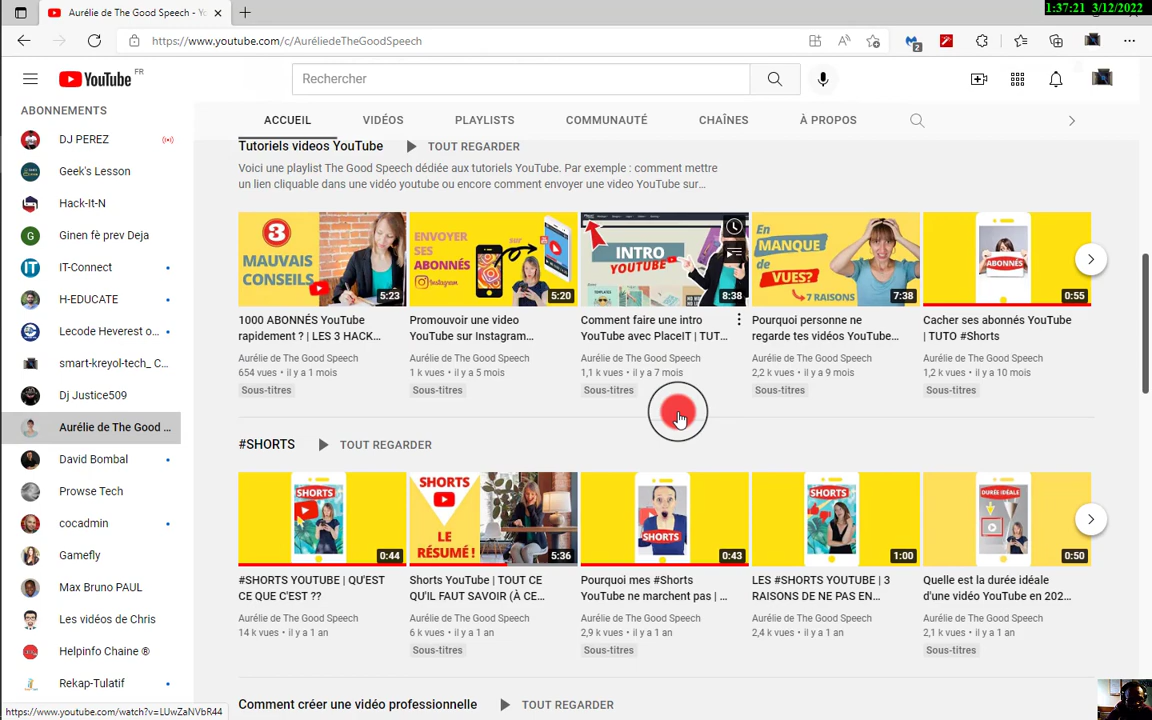 1:37:21 3/12/2022
Aurélie de The Good Speech - Yo
https://www.youtube.com/c/AuréliedeTheGoodSpeech
2
YouTube FR
Rechercher
ABONNEMENTS
DJ PEREZ
Geek's Lesson
Hack-It-N
Ginen fè prev Deja
IT-Connect
H-EDUCATE
Lecode Heverest o...
smart-kreyol-tech_ C...
Dj Justice509
Aurélie de The Good ...
David Bombal
Prowse Tech
cocadmin
Gamefly
Max Bruno PAUL
Les vidéos de Chris
Helpinfo Chaine ®
Rekap-Tulatif
https://www.youtube.com/watch?v=LUwZaNVbR44
ACCUEIL VIDÉOS PLAYLISTS COMMUNAUTÉ CHAÎNES À PROPOS
Tutoriels videos YouTube TOUT REGARDER
Voici une playlist The Good Speech dédiée aux tutoriels YouTube. Par exemple : comment mettre
un lien cliquable dans une vidéo youtube ou encore comment envoyer une video YouTube sur...
3
MAUVAIS
CONSEILS
5:23
1000 ABONNÉS YouTube
rapidement ? | LES 3 HACK...
Aurélie de The Good Speech
654 vues • il y a 1 mois
Sous-titres
ENVOYER
SES
ABONNÉS
Instagram
sur
5:20
Promouvoir une video
YouTube sur Instagram...
Aurélie de The Good Speech
1 k vues • il y a 5 mois
Sous-titres
INTRO
YOUTUBE
8:38
Comment faire une intro
YouTube avec PlaceIT | TUT...
Aurélie de The Good Speech
1,1 k vues • il y a 7 mois
Sous-titres
En
MANQUE
de
VUES?
7 RAISONS
7:38
Pourquoi personne ne
regarde tes vidéos YouTube...
Aurélie de The Good Speech
2,2 k vues • il y a 9 mois
Sous-titres
ABONNÉS
0:55
Cacher ses abonnés YouTube
| TUTO #Shorts
Aurélie de The Good Speech
1,2 k vues • il y a 10 mois
Sous-titres
#SHORTS TOUT REGARDER
SHORTS
0:44
#SHORTS YOUTUBE | QU'EST
CE QUE C'EST ??
Aurélie de The Good Speech
14 k vues • il y a 1 an
SHORTS
LE
RÉSUMÉ !
5:36
Shorts YouTube | TOUT CE
QU'IL FAUT SAVOIR (À CE...
Aurélie de The Good Speech
6 k vues • il y a 1 an
Sous-titres
SHORTS
0:43
Pourquoi mes #Shorts
YouTube ne marchent pas | ...
Aurélie de The Good Speech
2,9 k vues • il y a 1 an
Sous-titres
SHORTS
1:00
LES #SHORTS YOUTUBE | 3
RAISONS DE NE PAS EN...
Aurélie de The Good Speech
2,4 k vues • il y a 1 an
DURÉE IDÉALE
0:50
Quelle est la durée idéale
d'une vidéo YouTube en 202...
Aurélie de The Good Speech
2,1 k vues • il y a 1 an
Sous-titres
Comment créer une vidéo professionnelle TOUT REGARDER